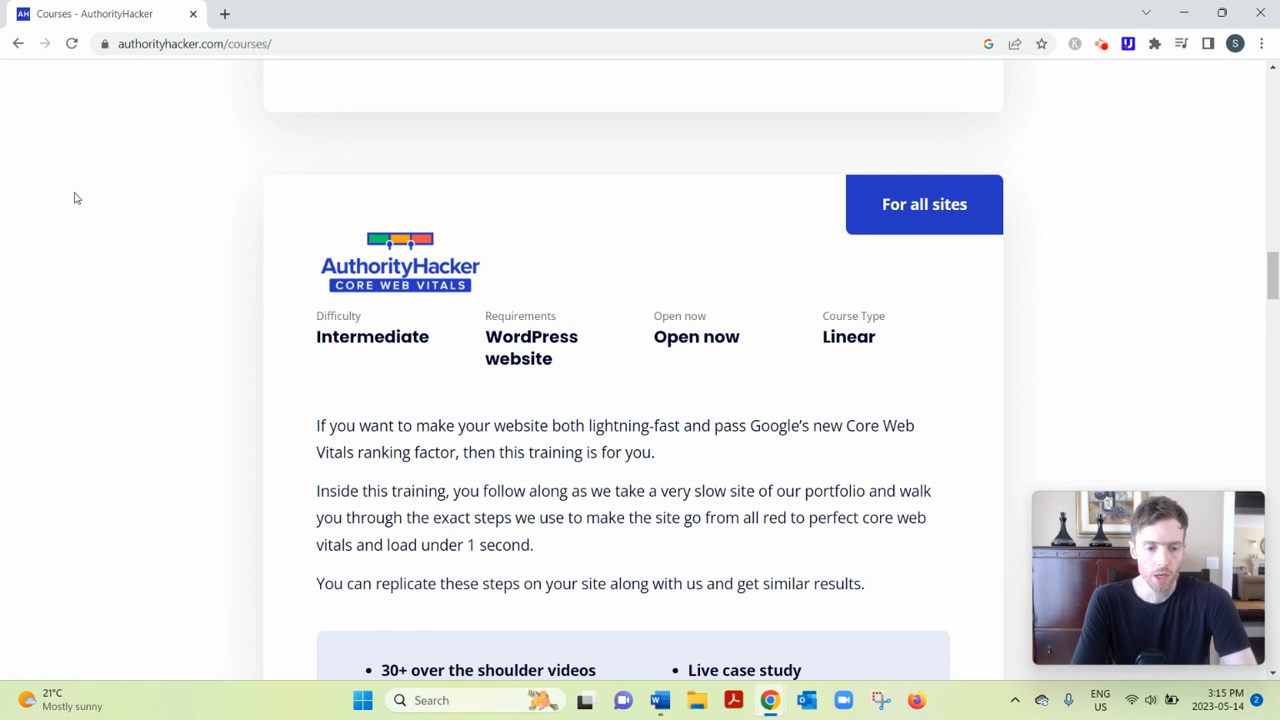 AH Courses - AuthorityHacker
authorityhacker.com/courses/
S
For all sites
AuthorityHacker
CORE WEB VITALS
Difficulty Requirements Open now Course Type
Intermediate WordPress website Open now Linear
If you want to make your website both lightning-fast and pass Google’s new Core Web
Vitals ranking factor, then this training is for you.
Inside this training, you follow along as we take a very slow site of our portfolio and walk
you through the exact steps we use to make the site go from all red to perfect core web
vitals and load under 1 second.
You can replicate these steps on your site along with us and get similar results.
• 30+ over the shoulder videos • Live case study
21°C
Mostly sunny
Search
ENG
US
3:15 PM
2023-05-14
2